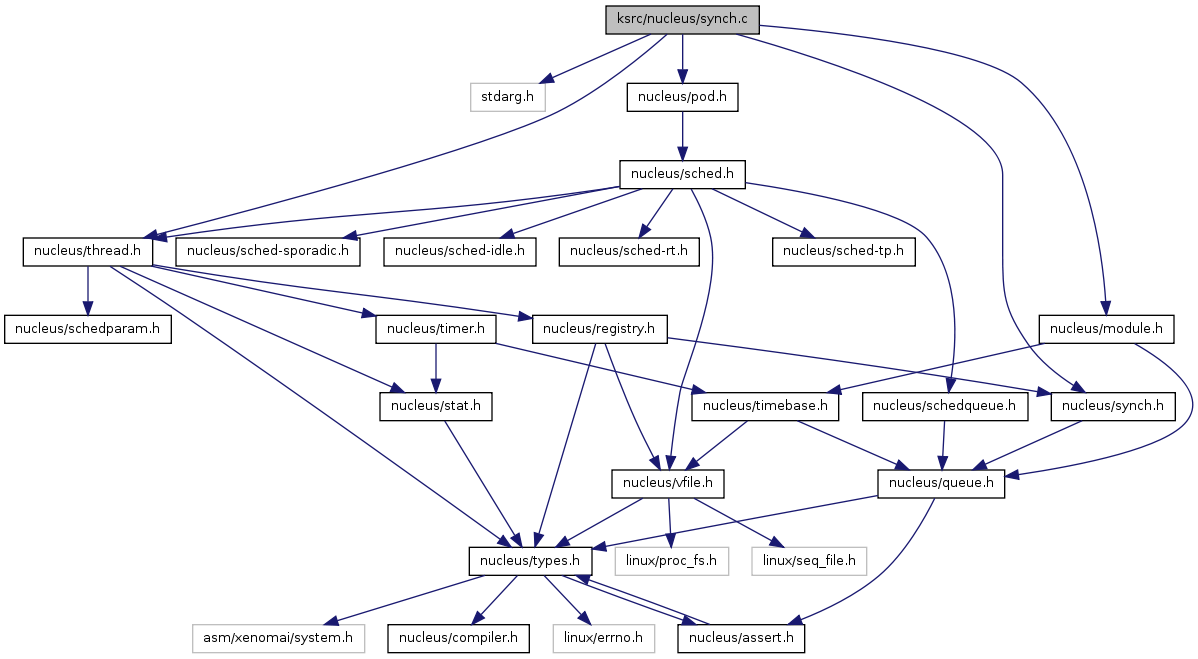 ksrc/nucleus/synch.c
stdarg.h
nucleus/pod.h
nucleus/sched.h
nucleus/thread.h
nucleus/sched-sporadic.h
nucleus/sched-idle.h
nucleus/sched-rt.h
nucleus/sched-tp.h
nucleus/schedparam.h
nucleus/timer.h
nucleus/registry.h
nucleus/module.h
nucleus/stat.h
nucleus/timebase.h
nucleus/schedqueue.h
nucleus/synch.h
nucleus/vfile.h
nucleus/queue.h
nucleus/types.h
linux/proc_fs.h
linux/seq_file.h
asm/xenomai/system.h
nucleus/compiler.h
linux/errno.h
nucleus/assert.h